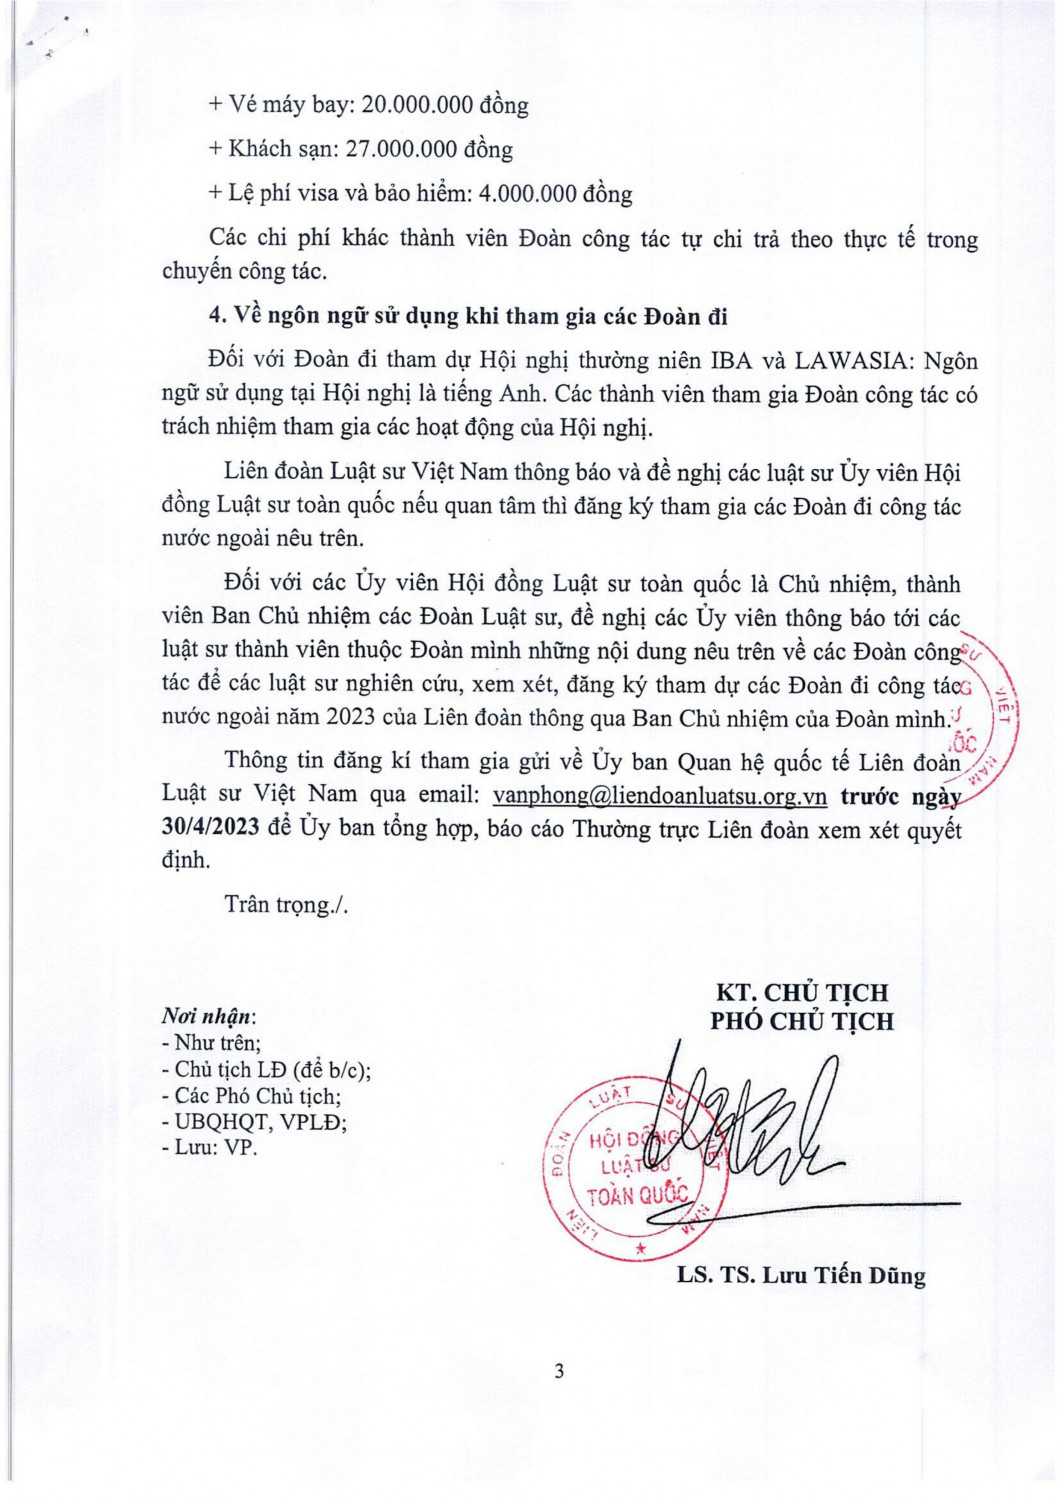 + Vé máy bay: 20.000.000 đồng
+ Khách sạn: 27.000.000 đồng
+ Lệ phí visa và bảo hiểm: 4.000.000 đồng
Các chi phí khác thành viên Đoàn công tác tự chi trả theo thực tế trong
chuyến công tác.
4. Về ngôn ngữ sử dụng khi tham gia các Đoàn đi
Đối với Đoàn đi tham dự Hội nghị thường niên IBA và LAWASIA: Ngôn
ngữ sử dụng tại Hội nghị là tiếng Anh. Các thành viên tham gia Đoàn công tác có
trách nhiệm tham gia các hoạt động của Hội nghị.
Liên đoàn Luật sư Việt Nam thông báo và đề nghị các luật sư Ủy viên Hội
đồng Luật sư toàn quốc nếu quan tâm thì đăng ký tham gia các Đoàn đi công tác
nước ngoài nêu trên.
Đối với các Ủy viên Hội đồng Luật sư toàn quốc là Chủ nhiệm, thành
viên Ban Chủ nhiệm các Đoàn Luật sư, đề nghị các Ủy viên thông báo tới các
luật sư thành viên thuộc Đoàn mình những nội dung nêu trên về các Đoàn công
tác để các luật sư nghiên cứu, xem xét, đăng ký tham dự các Đoàn đi công tác
nước ngoài năm 2023 của Liên đoàn thông qua Ban Chủ nhiệm của Đoàn mình.
SƯ VIỆT NAM
Thông tin đăng kí tham gia gửi về Ủy ban Quan hệ quốc tế Liên đoàn
Luật sư Việt Nam qua email: vanphong@liendoanluatsu.org.vn trước ngày
30/4/2023 để Ủy ban tổng hợp, báo cáo Thường trực Liên đoàn xem xét quyết
định.
Trân trọng./.
KT. CHỦ TỊCH
PHÓ CHỦ TỊCH
Nơi nhận:
- Như trên;
- Chủ tịch LĐ (để b/c);
- Các Phó Chủ tịch;
- UBQHQT, VPLĐ;
- Lưu: VP.
LIÊN ĐOÀN LUẬT SƯ VIỆT NAM
HỘI ĐỒNG
LUẬT SƯ
TOÀN QUỐC
LS. TS. Lưu Tiến Dũng
3